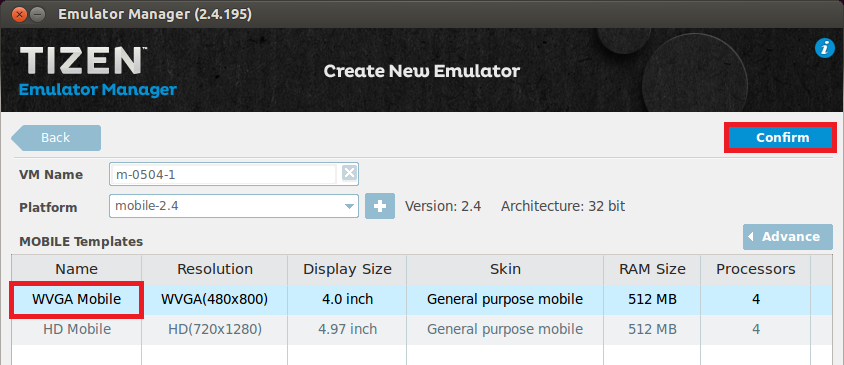 Emulator Manager (2.4.195)
TIZEN™
Emulator Manager
Create New Emulator
i
Back
Confirm
VM Name m-0504-1
Platform mobile-2.4 Version: 2.4 Architecture: 32 bit
MOBILE Templates Advance
Name Resolution Display Size Skin RAM Size Processors
WVGA Mobile WVGA(480x800) 4.0 inch General purpose mobile 512 MB 4
HD Mobile HD(720x1280) 4.97 inch General purpose mobile 512 MB 4